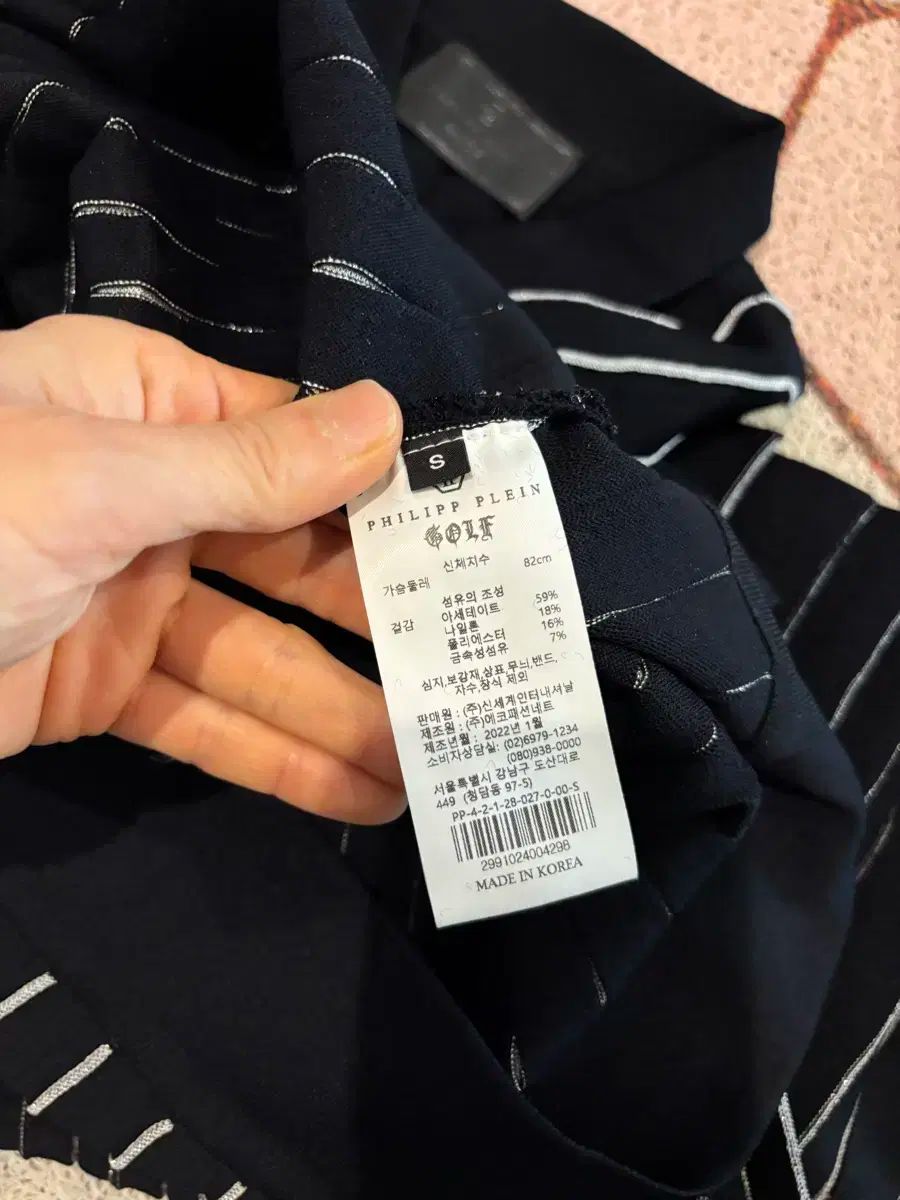 S
PHILIPP PLEIN
GOLF
신체치수 82cm
가슴둘레
섬유의 조성
겉감 아세테이트 59%
나일론 18%
폴리에스터 16%
금속성섬유 7%
심지,보강재,상표,무늬,밴드,
자수,장식 제외
판매원 : (주)신세계인터내셔날
제조원 : (주)에코패션네트
제조년월 : 2022년 1월
소비자상담실: (02)6979-1234
(080)938-0000
서울특별시 강남구 도산대로
449 (청담동 97-5)
PP-4-2-1-28-027-0-00-S
2991024004298
MADE IN KOREA